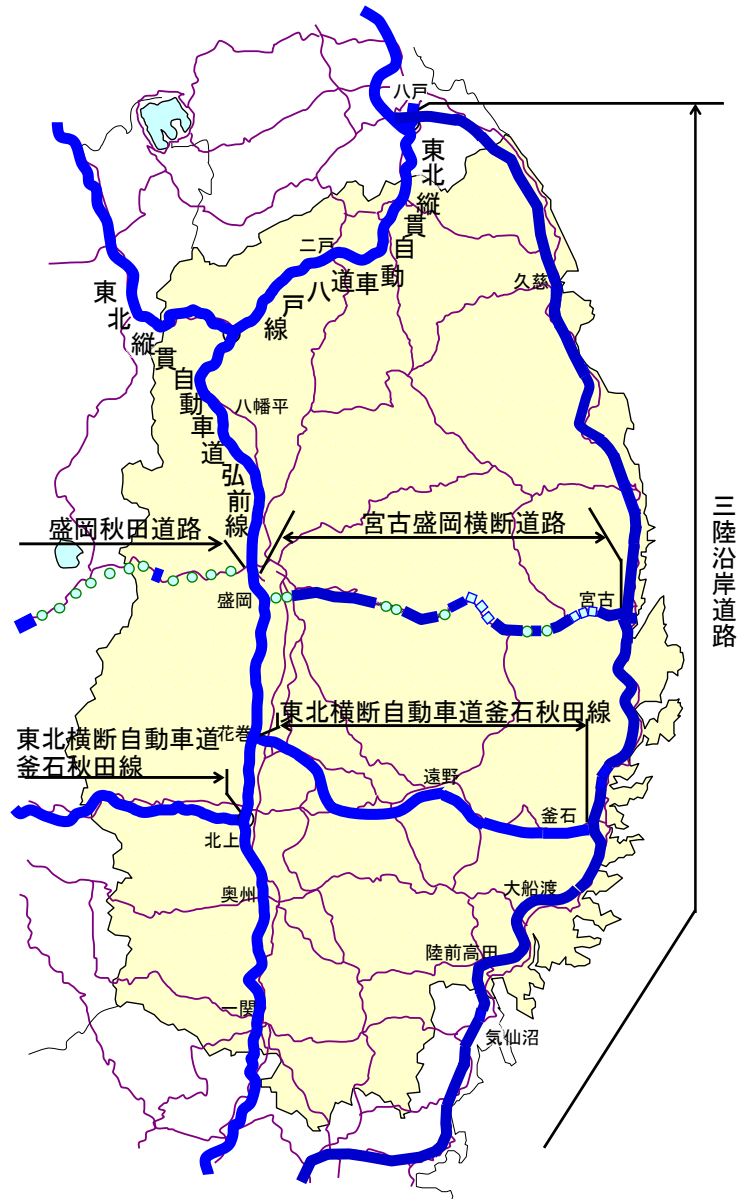 八戸
東北縦貫自動車道八戸線
二戸
久慈
東北縦貫自動車道弘前線
八幡平
三陸沿岸道路
盛岡秋田道路
宮古盛岡横断道路
盛岡
宮古
東北横断自動車道釜石秋田線
花巻
東北横断自動車道
釜石秋田線
遠野
釜石
北上
大船渡
奥州
陸前高田
一関
気仙沼